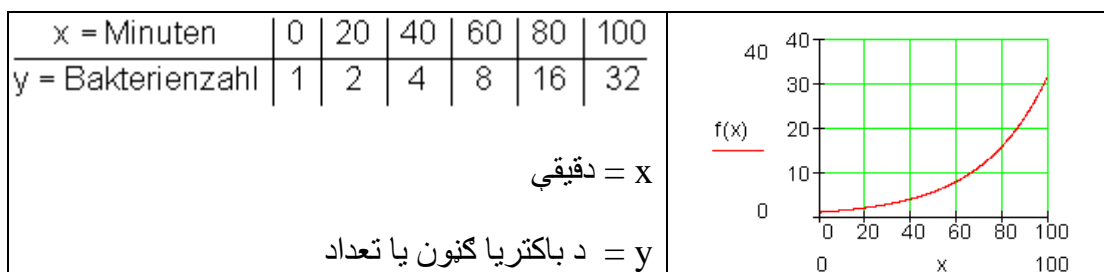 x = Minuten 0 20 40 60 80 100
y = Bakterienzahl 1 2 4 8 16 32
x = دقیقې
y = د باکتریا ګڼون یا تعداد
40 40
30
f(x) 20
10
0
0 20 40 60 80 100
0 x 100